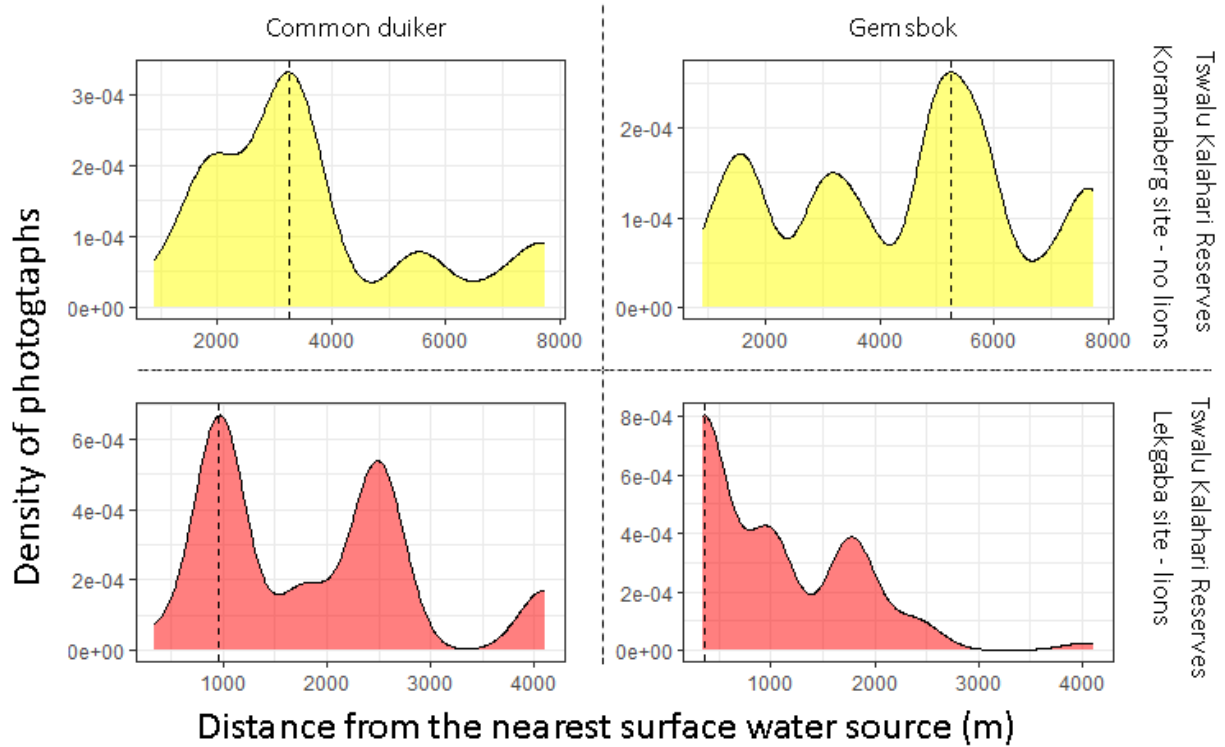 Common duiker
Gemsbok
Density of photogtaphs
3e-04
2e-04
1e-04
0e+00
2000 4000 6000 8000
2e-04
1e-04
0e+00
2000 4000 6000 8000
Tswalu Kalahari Reserves
Korannaberg site - no lions
6e-04
4e-04
2e-04
0e+00
1000 2000 3000 4000
8e-04
6e-04
4e-04
2e-04
0e+00
1000 2000 3000 4000
Tswalu Kalahari Reserves
Lekgaba site - lions
Distance from the nearest surface water source (m)